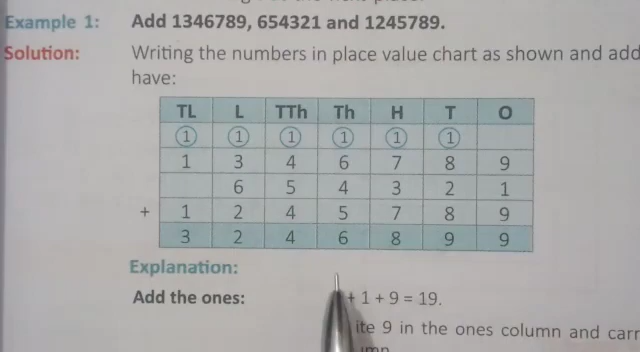 Example 1: Add 1346789, 654321 and 1245789.
Solution: Writing the numbers in place value chart as shown and add
have:
TL L TTh Th H T O
1 1 1 1 1 1
1 3 4 6 7 8 9
6 5 4 3 2 1
+ 1 2 4 5 7 8 9
3 2 4 6 8 9 9
Explanation:
Add the ones: + 1 + 9 = 19.
9 in the ones column and